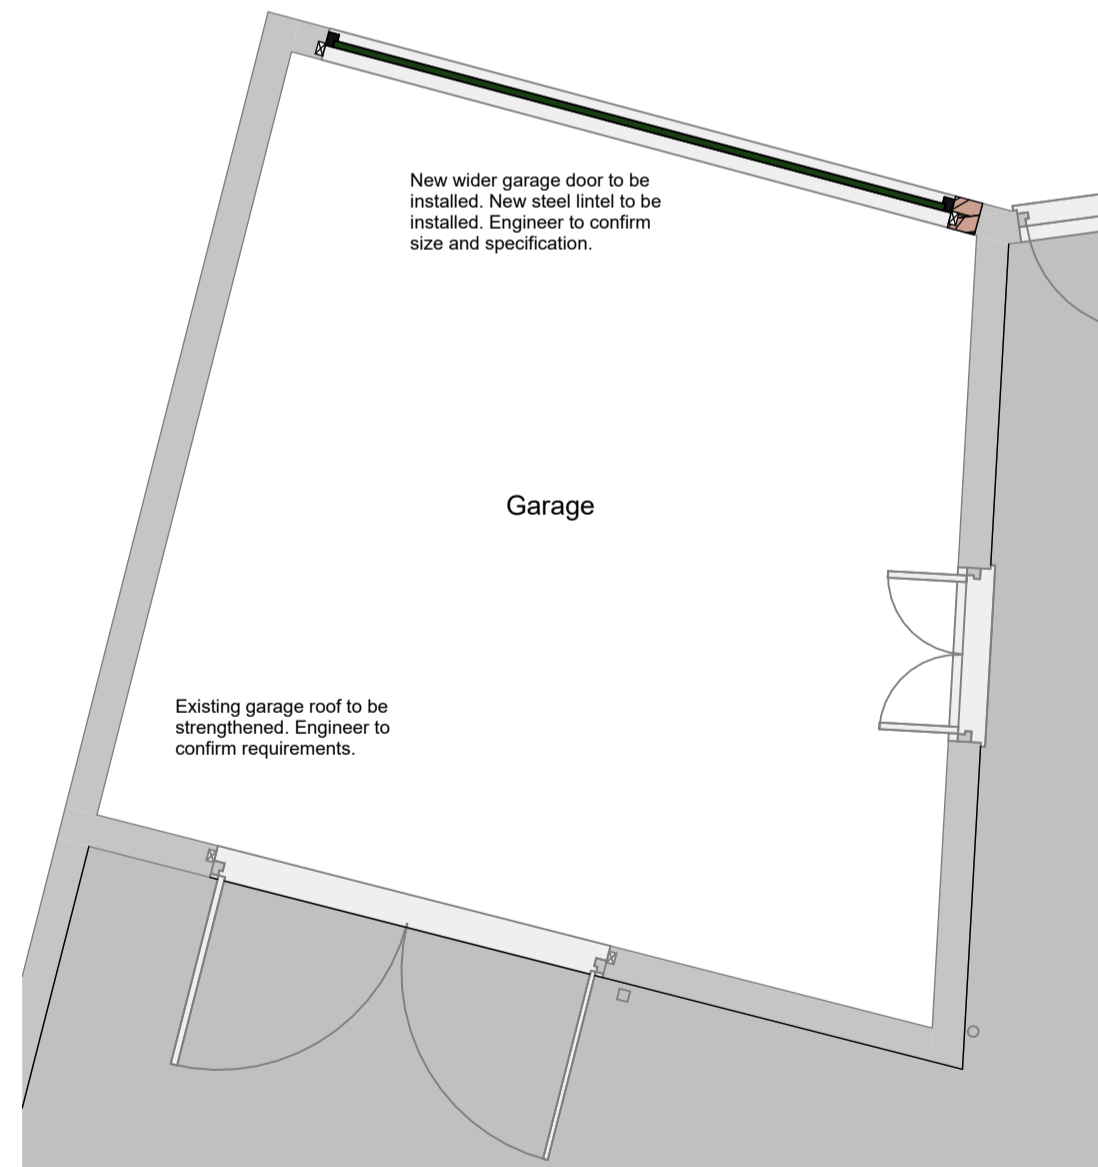 New wider garage door to be
installed. New steel lintel to be
installed. Engineer to confirm
size and specification.
Garage
Existing garage roof to be
strengthened. Engineer to
confirm requirements.